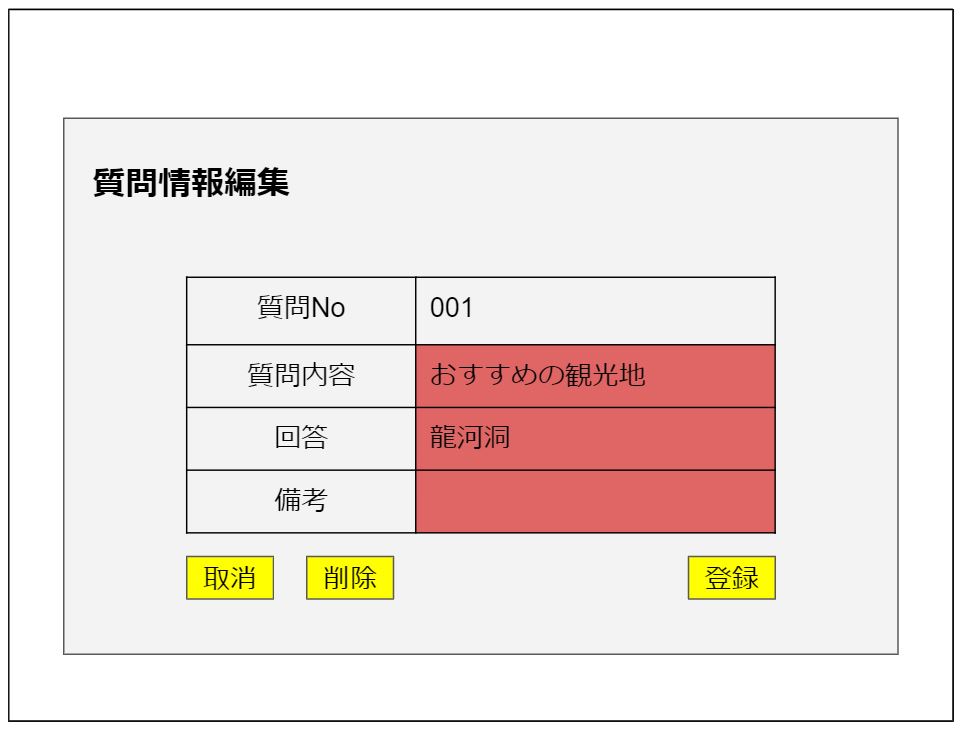 質問情報編集
質問No 001
質問内容 おすすめの観光地
回答 龍河洞
備考
取消 削除 登録